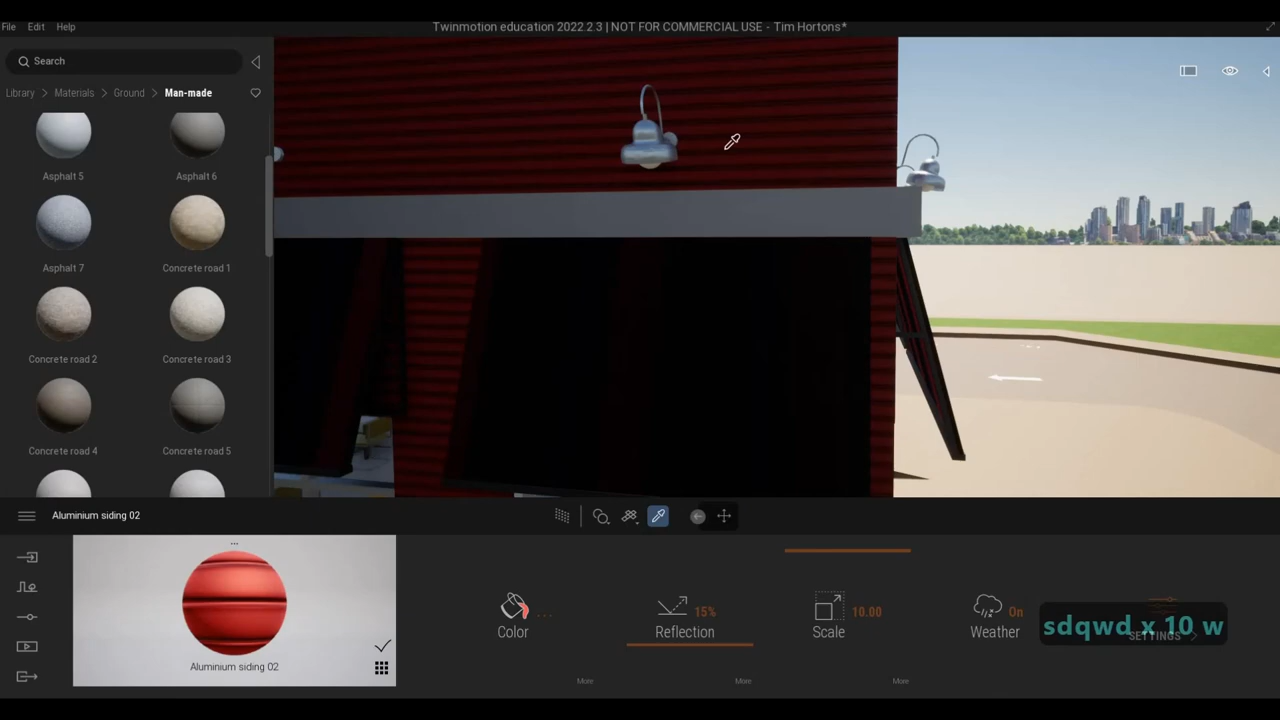 Twinmotion education 2022.2.3 | NOT FOR COMMERCIAL USE - Tim Hortons*
File Edit Help
Search
Library Materials Ground Man-made
Asphalt 5 Asphalt 6
Asphalt 7 Concrete road 1
Concrete road 2 Concrete road 3
Concrete road 4 Concrete road 5
Aluminium siding 02
...
Color ...
Reflection 15%
Scale 10.00
Weather On
SETTINGS
sdqwd x 10 w
Aluminium siding 02
More More More